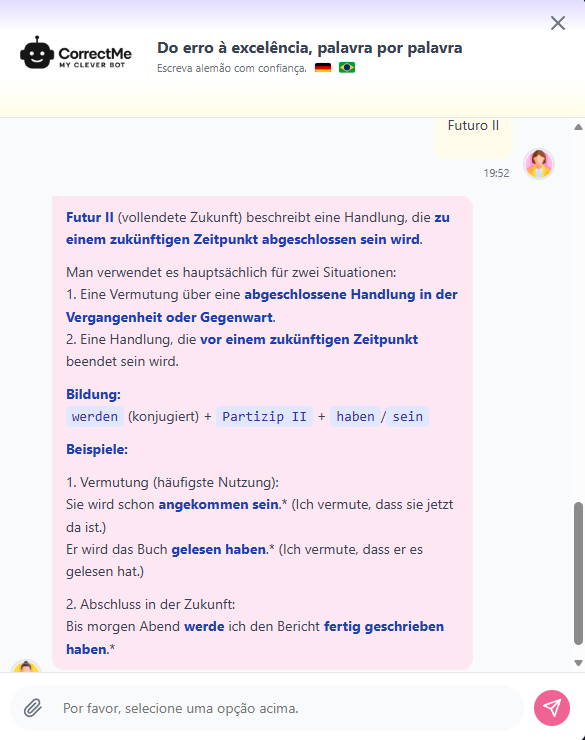 CorrectMe
MY CLEVER BOT
Do erro à excelência, palavra por palavra
Escreva alemão com confiança.
Futuro II
19:52
Futur II (vollendete Zukunft) beschreibt eine Handlung, die zu
einem zukünftigen Zeitpunkt abgeschlossen sein wird.
Man verwendet es hauptsächlich für zwei Situationen:
1. Eine Vermutung über eine abgeschlossene Handlung in der
Vergangenheit oder Gegenwart.
2. Eine Handlung, die vor einem zukünftigen Zeitpunkt
beendet sein wird.
Bildung:
werden (konjugiert) + Partizip II + haben/sein
Beispiele:
1. Vermutung (häufigste Nutzung):
Sie wird schon angekommen sein.* (Ich vermute, dass sie jetzt
da ist.)
Er wird das Buch gelesen haben.* (Ich vermute, dass er es
gelesen hat.)
2. Abschluss in der Zukunft:
Bis morgen Abend werde ich den Bericht fertig geschrieben
haben.*
Por favor, selecione uma opção acima.